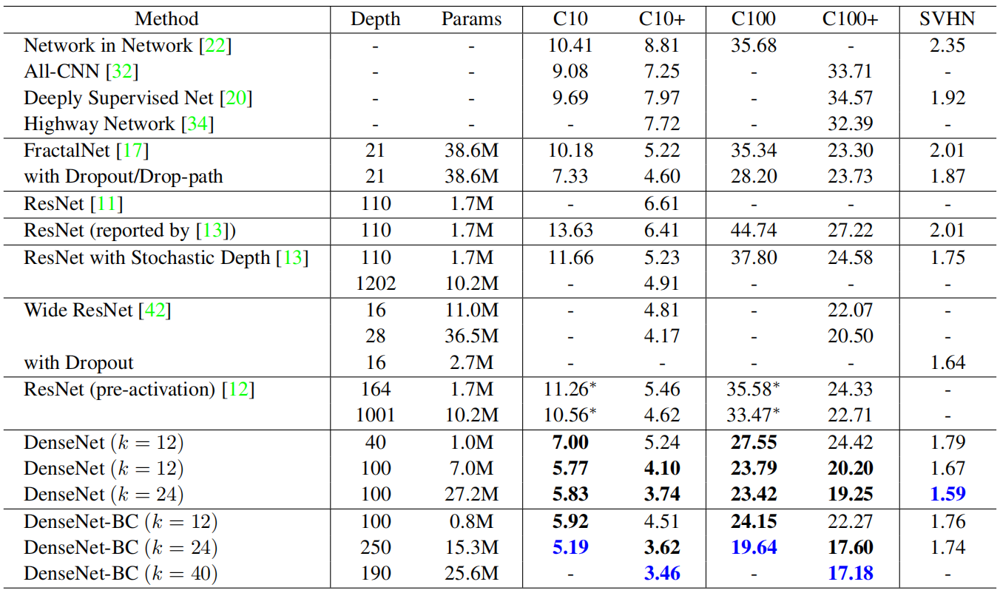 Method Depth Params C10 C10+ C100 C100+ SVHN
Network in Network [22] - - 10.41 8.81 35.68 - 2.35
All-CNN [32] - - 9.08 7.25 - 33.71 -
Deeply Supervised Net [20] - - 9.69 7.97 - 34.57 1.92
Highway Network [34] - - - 7.72 - 32.39 -
FractalNet [17] 21 38.6M 10.18 5.22 35.34 23.30 2.01
with Dropout/Drop-path 21 38.6M 7.33 4.60 28.20 23.73 1.87
ResNet [11] 110 1.7M - 6.61 - - -
ResNet (reported by [13]) 110 1.7M 13.63 6.41 44.74 27.22 2.01
ResNet with Stochastic Depth [13] 110 1.7M 11.66 5.23 37.80 24.58 1.75
1202 10.2M - 4.91 - - -
Wide ResNet [42] 16 11.0M - 4.81 - 22.07 -
28 36.5M - 4.17 - 20.50 -
with Dropout 16 2.7M - - - - 1.64
ResNet (pre-activation) [12] 164 1.7M 11.26* 5.46 35.58* 24.33 -
1001 10.2M 10.56* 4.62 33.47* 22.71 -
DenseNet (k = 12) 40 1.0M 7.00 5.24 27.55 24.42 1.79
DenseNet (k = 12) 100 7.0M 5.77 4.10 23.79 20.20 1.67
DenseNet (k = 24) 100 27.2M 5.83 3.74 23.42 19.25 1.59
DenseNet-BC (k = 12) 100 0.8M 5.92 4.51 24.15 22.27 1.76
DenseNet-BC (k = 24) 250 15.3M 5.19 3.62 19.64 17.60 1.74
DenseNet-BC (k = 40) 190 25.6M - 3.46 - 17.18 -